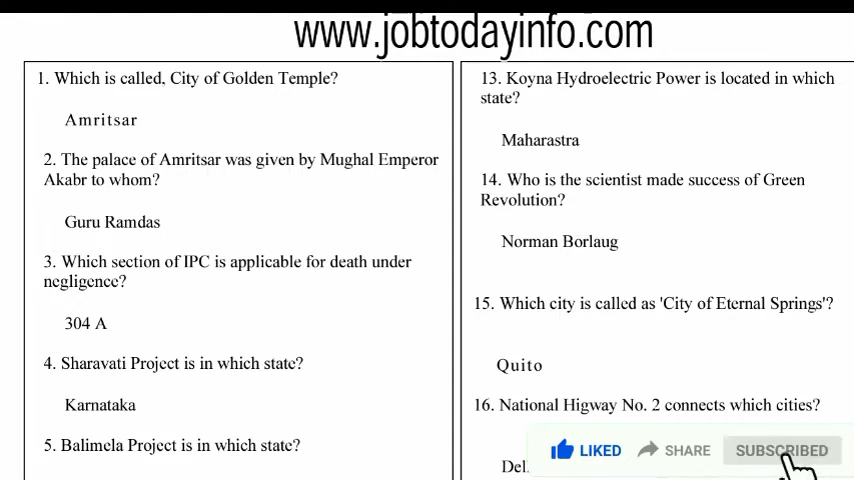 www.jobtodayinfo.com
1. Which is called, City of Golden Temple?
Amritsar
2. The palace of Amritsar was given by Mughal Emperor
Akabr to whom?
Guru Ramdas
3. Which section of IPC is applicable for death under
negligence?
304 A
4. Sharavati Project is in which state?
Karnataka
5. Balimela Project is in which state?
13. Koyna Hydroelectric Power is located in which
state?
Maharastra
14. Who is the scientist made success of Green
Revolution?
Norman Borlaug
15. Which city is called as 'City of Eternal Springs'?
Quito
16. National Higway No. 2 connects which cities?
LIKED SHARE SUBSCRIBED